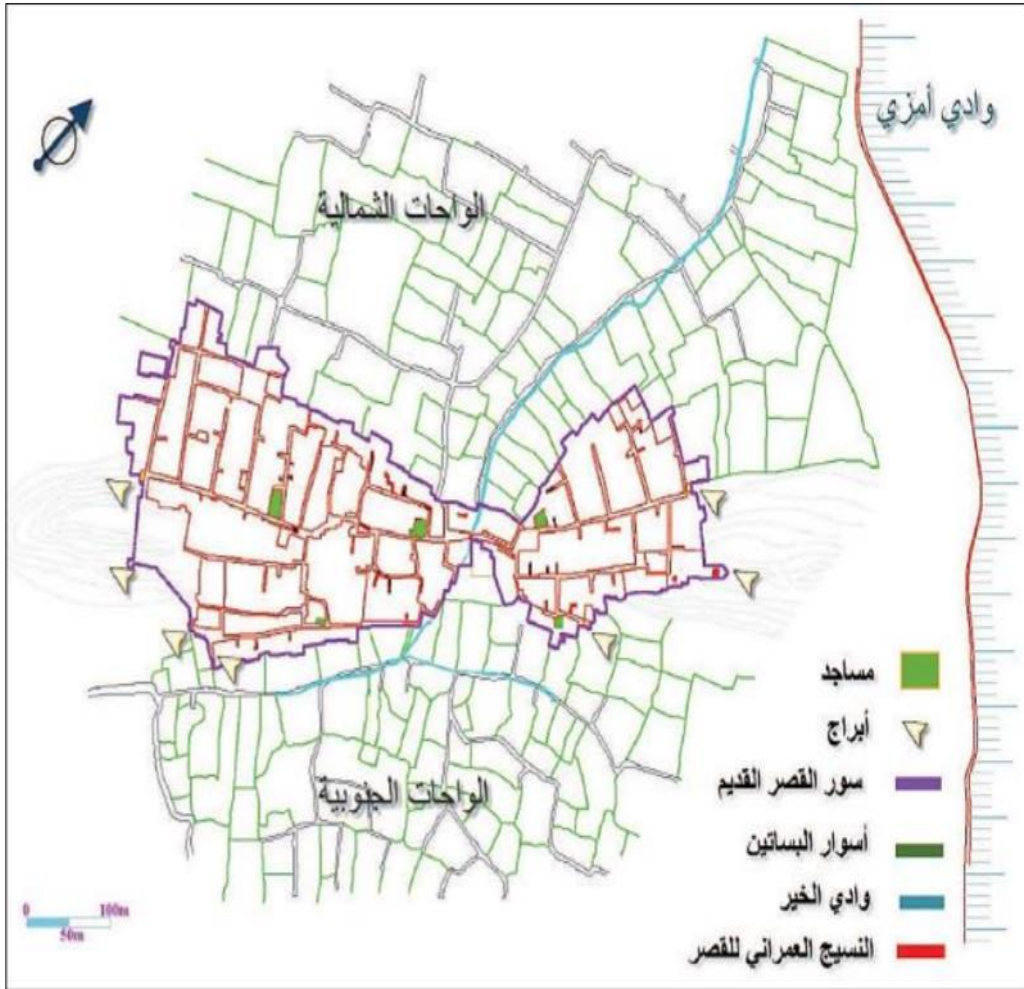 وادي أمزي
الواحات الشمالية
الواحات الجنوبية
مساجد
أبراج
سور القصر القديم
أسوار البساتين
وادي الخير
النسيج العمراني للقصر
0 100m
50m